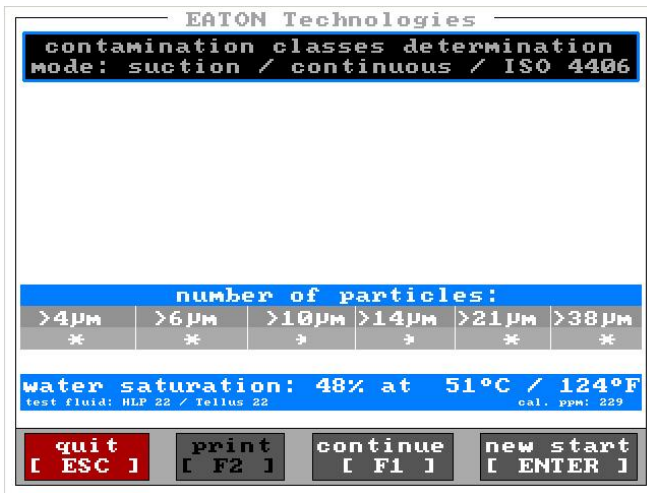 EATON Technologies
contamination classes determination
mode: suction / continuous / ISO 4406
number of particles:
>4µm >6µm >10µm >14µm >21µm >38µm
* * * * * *
water saturation: 48% at 51ºC / 124ºF
test fluid: HLP 22 / Tellus 22 cal. ppm: 229
quit print continue new start
[ ESC ] [ F2 ] [ F1 ] [ ENTER ]